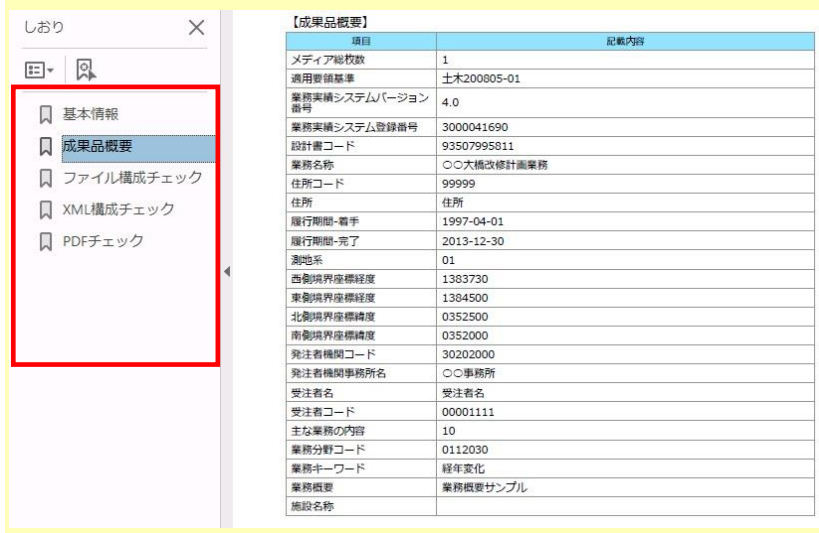 しおり
基本情報
成果品概要
ファイル構成チェック
XML構成チェック
PDFチェック
【成果品概要】
項目 記載内容
メディア総枚数 1
適用要領基準 土木200805-01
業務実績システムバージョン
番号 4.0
業務実績システム登録番号 3000041690
設計書コード 93507995811
業務名称 〇〇大橋改修計画業務
住所コード 99999
住所 住所
履行期間-着手 1997-04-01
履行期間-完了 2013-12-30
測地系 01
西側境界座標経度 1383730
東側境界座標経度 1384500
北側境界座標緯度 0352500
南側境界座標緯度 0352000
発注者機関コード 30202000
発注者機関事務所名 〇〇事務所
受注者名 受注者名
受注者コード 00001111
主な業務の内容 10
業務分野コード 0112030
業務キーワード 経年変化
業務概要 業務概要サンプル
施設名称